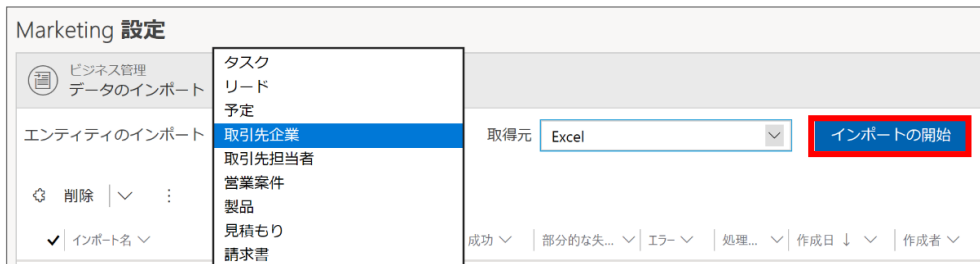 Marketing 設定
ビジネス管理
データのインポート
エンティティのインポート
タスク
リード
予定
取引先企業
取引先担当者
営業案件
製品
見積もり
請求書
取得元
Excel
インポートの開始
削除
インポート名
成功
部分的な失...
エラー
処理...
作成日 ↓
作成者